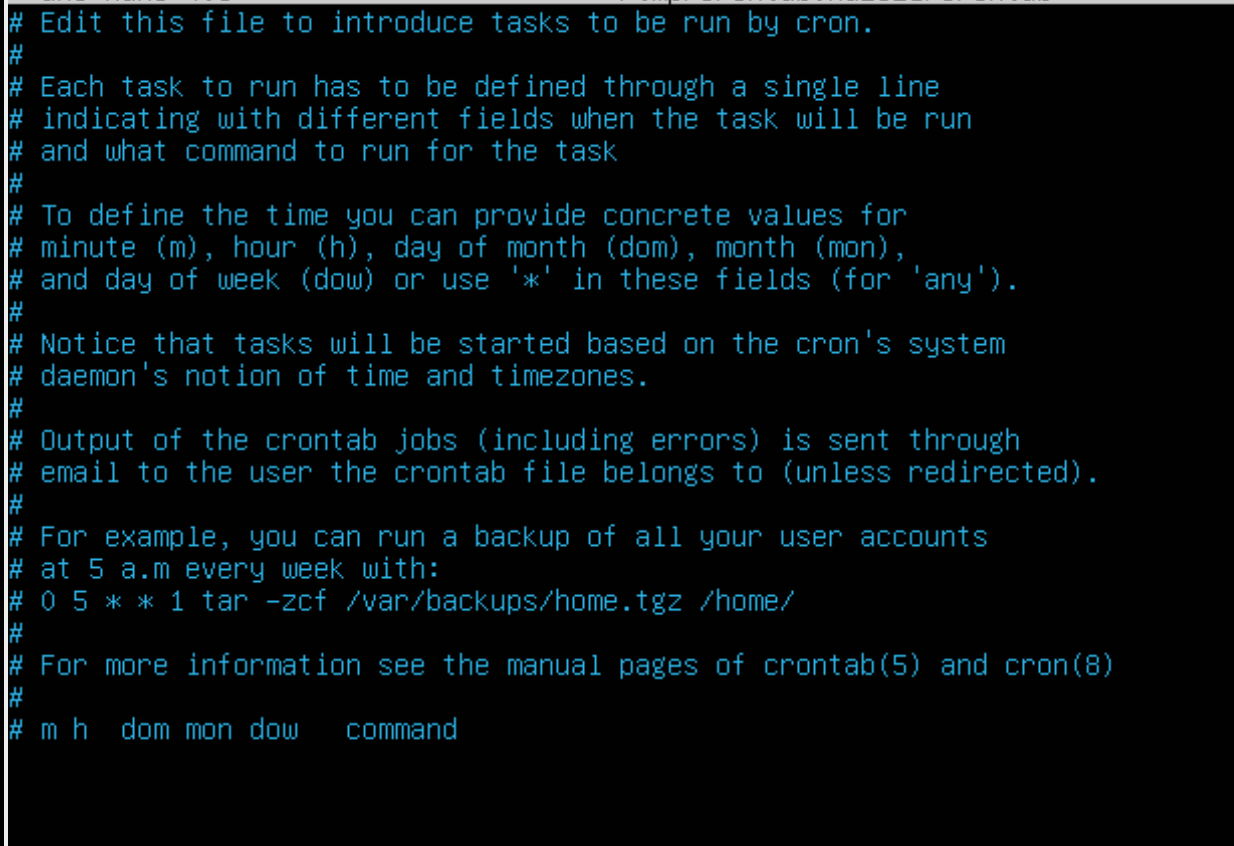 # Edit this file to introduce tasks to be run by cron.
#
# Each task to run has to be defined through a single line
# indicating with different fields when the task will be run
# and what command to run for the task
#
# To define the time you can provide concrete values for
# minute (m), hour (h), day of month (dom), month (mon),
# and day of week (dow) or use '*' in these fields (for 'any').
#
# Notice that tasks will be started based on the cron's system
# daemon's notion of time and timezones.
#
# Output of the crontab jobs (including errors) is sent through
# email to the user the crontab file belongs to (unless redirected).
#
# For example, you can run a backup of all your user accounts
# at 5 a.m every week with:
# 0 5 * * 1 tar -zcf /var/backups/home.tgz /home/
#
# For more information see the manual pages of crontab(5) and cron(8)
#
# m h  dom mon dow   command